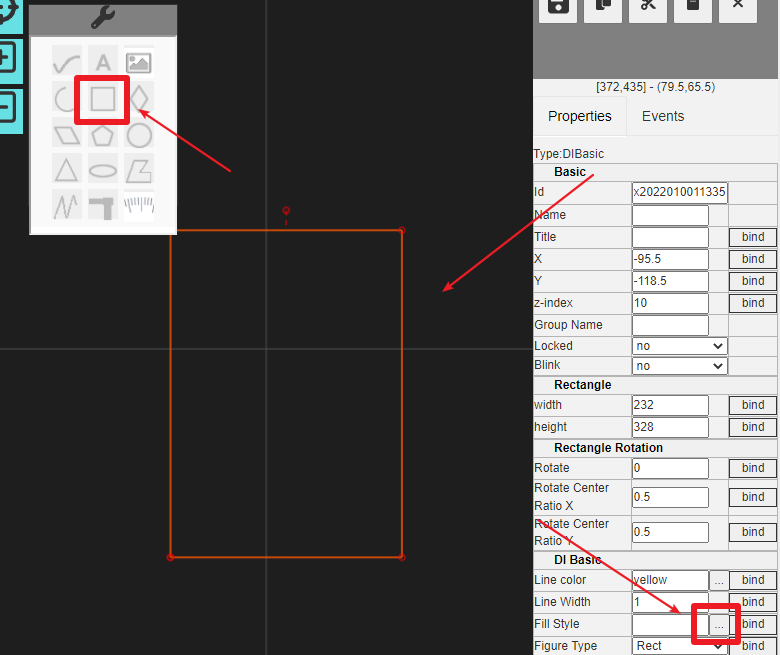 A
[372,435] - (79.5,65.5)
Properties Events
Type:DIBasic
Basic
Id x2022010011335
Name
Title bind
X -95.5 bind
Y -118.5 bind
z-index 10 bind
Group Name
Locked no
Blink no
Rectangle
width 232 bind
height 328 bind
Rectangle Rotation
Rotate 0 bind
Rotate Center
Ratio X 0.5 bind
Rotate Center
Ratio Y 0.5 bind
DI Basic
Line color yellow ... bind
Line Width 1 bind
Fill Style ... bind
Figure Type Rect bind